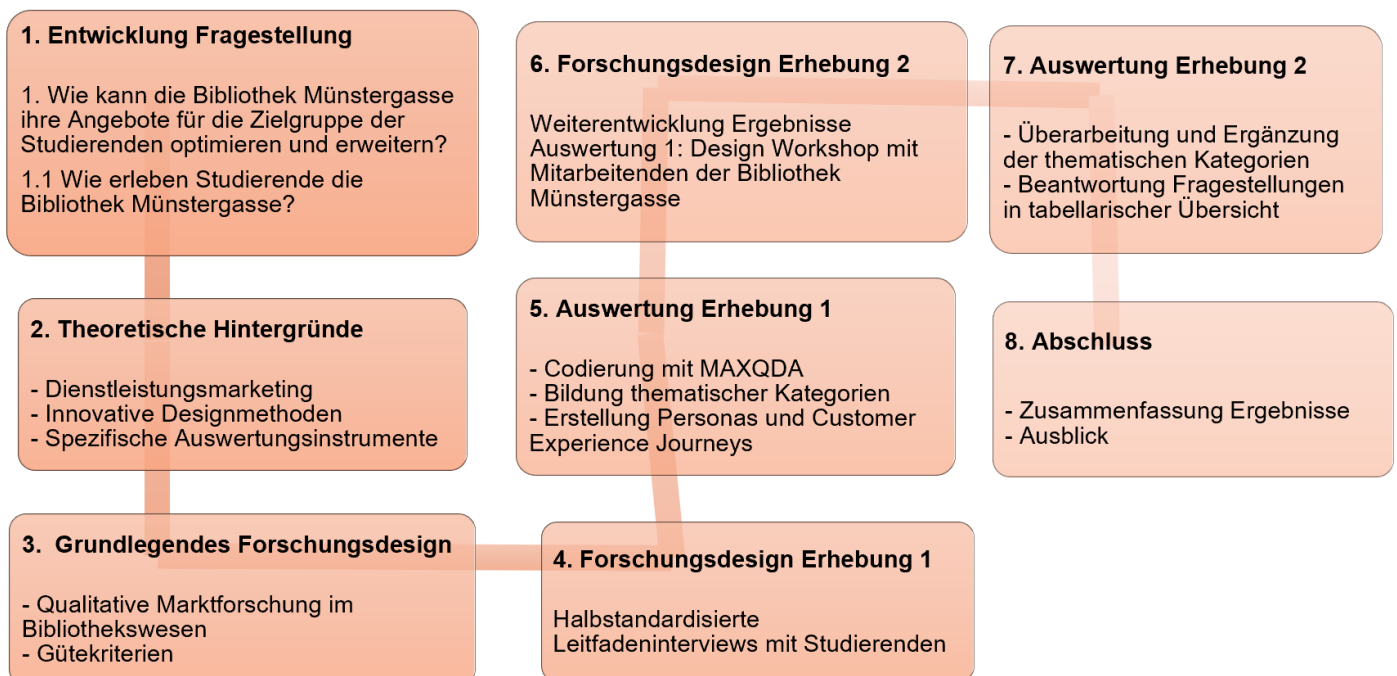 1. Entwicklung Fragestellung
1. Wie kann die Bibliothek Münstergasse
ihre Angebote für die Zielgruppe der
Studierenden optimieren und erweitern?
1.1 Wie erleben Studierende die
Bibliothek Münstergasse?
2. Theoretische Hintergründe
- Dienstleistungsmarketing
- Innovative Designmethoden
- Spezifische Auswertungsinstrumente
3. Grundlegendes Forschungsdesign
- Qualitative Marktforschung im
Bibliothekswesen
- Gütekriterien
4. Forschungsdesign Erhebung 1
Halbstandardisierte
Leitfadeninterviews mit Studierenden
5. Auswertung Erhebung 1
- Codierung mit MAXQDA
- Bildung thematischer Kategorien
- Erstellung Personas und Customer
Experience Journeys
6. Forschungsdesign Erhebung 2
Weiterentwicklung Ergebnisse
Auswertung 1: Design Workshop mit
Mitarbeitenden der Bibliothek
Münstergasse
7. Auswertung Erhebung 2
- Überarbeitung und Ergänzung
der thematischen Kategorien
- Beantwortung Fragestellungen
in tabellarischer Übersicht
8. Abschluss
- Zusammenfassung Ergebnisse
- Ausblick